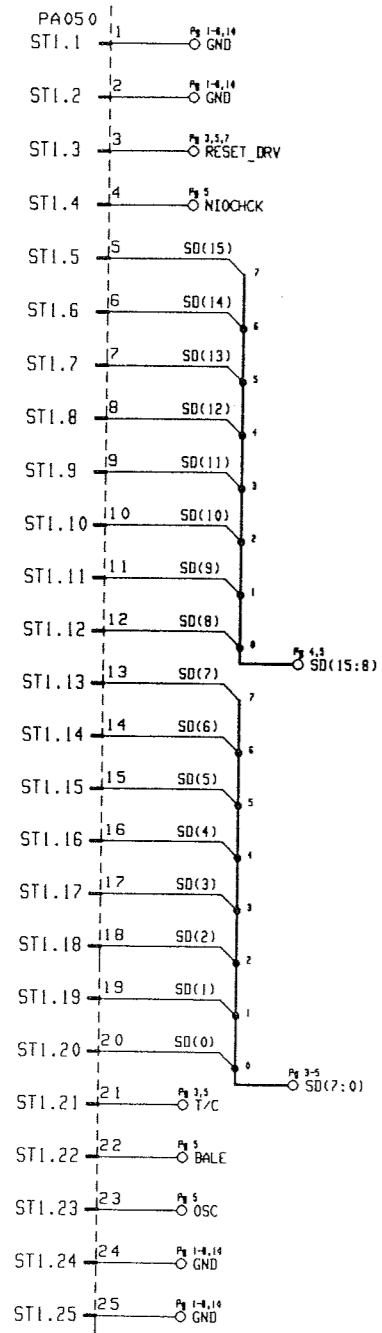 PA050
ST1.1 1 Pg 1-8,14 GND
ST1.2 2 Pg 1-8,14 GND
ST1.3 3 Pg 3,5,7 RESET_DRV
ST1.4 4 Pg 5 NIOCHCK
ST1.5 5 SD(15) 7
ST1.6 6 SD(14) 6
ST1.7 7 SD(13) 5
ST1.8 8 SD(12) 4
ST1.9 9 SD(11) 3
ST1.10 10 SD(10) 2
ST1.11 11 SD(9) 1
ST1.12 12 SD(8) 0
Pg 4,5 SD(15:8)
ST1.13 13 SD(7) 7
ST1.14 14 SD(6) 6
ST1.15 15 SD(5) 5
ST1.16 16 SD(4) 4
ST1.17 17 SD(3) 3
ST1.18 18 SD(2) 2
ST1.19 19 SD(1) 1
ST1.20 20 SD(0) 0
Pg 3-5 SD(7:0)
ST1.21 21 Pg 3,5 T/C
ST1.22 22 Pg 5 BALE
ST1.23 23 Pg 5 OSC
ST1.24 24 Pg 1-8,14 GND
ST1.25 25 Pg 1-8,14 GND